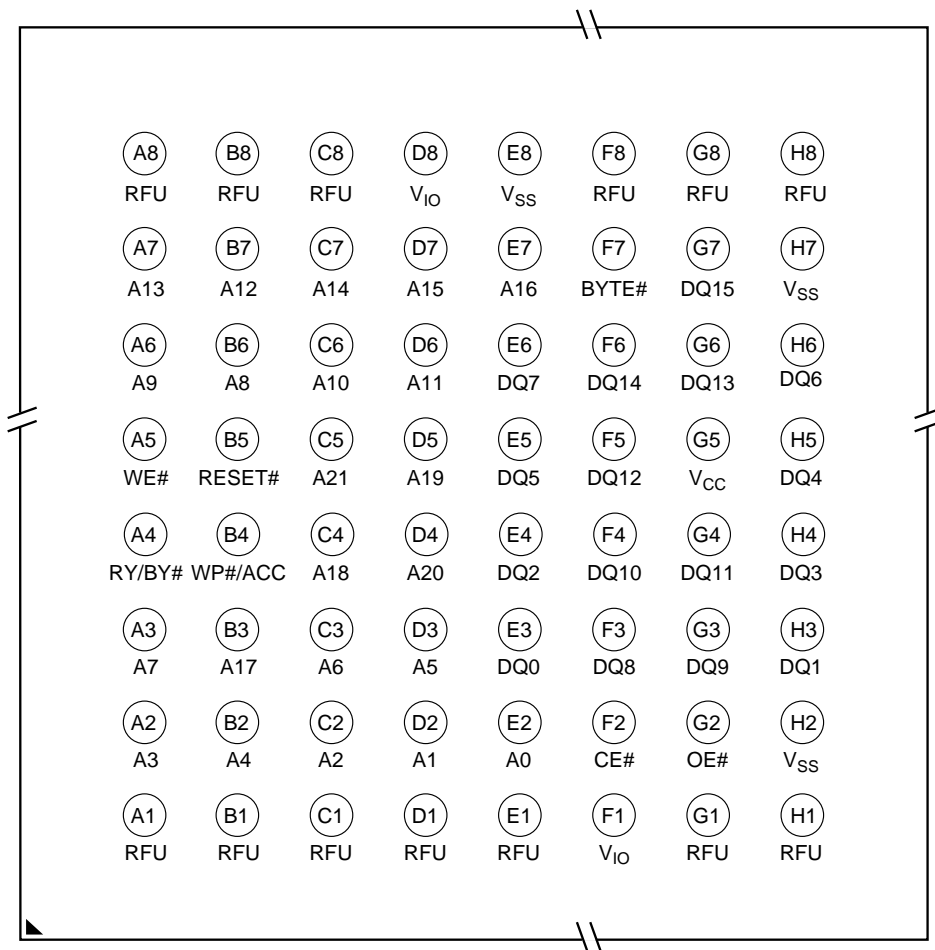 A8 B8 C8 D8 E8 F8 G8 H8
RFU RFU RFU VIO VSS RFU RFU RFU
A7 B7 C7 D7 E7 F7 G7 H7
A13 A12 A14 A15 A16 BYTE# DQ15 VSS
A6 B6 C6 D6 E6 F6 G6 H6
A9 A8 A10 A11 DQ7 DQ14 DQ13 DQ6
A5 B5 C5 D5 E5 F5 G5 H5
WE# RESET# A21 A19 DQ5 DQ12 VCC DQ4
A4 B4 C4 D4 E4 F4 G4 H4
RY/BY# WP#/ACC A18 A20 DQ2 DQ10 DQ11 DQ3
A3 B3 C3 D3 E3 F3 G3 H3
A7 A17 A6 A5 DQ0 DQ8 DQ9 DQ1
A2 B2 C2 D2 E2 F2 G2 H2
A3 A4 A2 A1 A0 CE# OE# VSS
A1 B1 C1 D1 E1 F1 G1 H1
RFU RFU RFU RFU RFU VIO RFU RFU